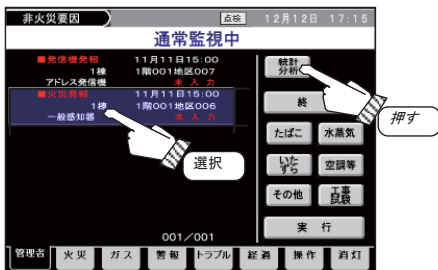 非火災要因 点検 12月12日 17:15
通常監視中
■発信機発報 11月11日15:00
1棟 1階001地区007
アドレス発信機 未入力
■火災発報 11月11日15:00
1棟 1階001地区006
一般感知器 未入力
001/001
統計
分析
終
たばこ 水蒸気
いた
ずら 空調等
その他 工事
試験
実 行
選択
押す
管理者 火災 ガス 警報 トラブル 経過 操作 消灯